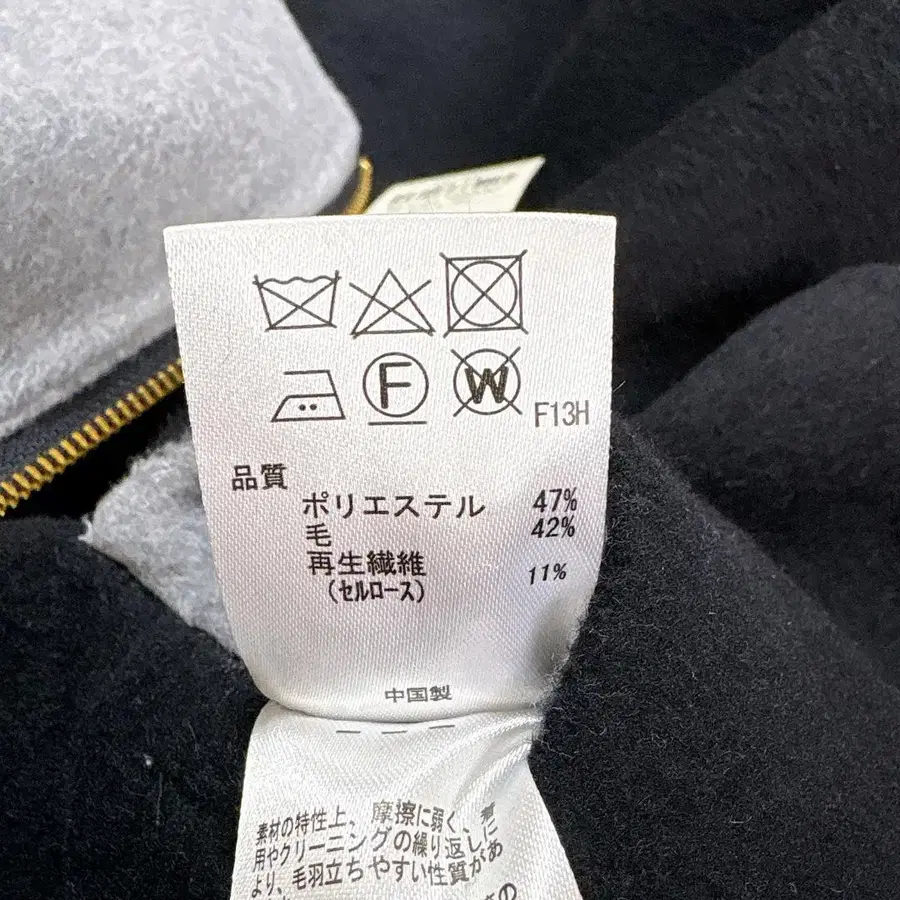 F
W
F13H
品質
ポリエステル 47%
毛 42%
再生繊維 11%
(セルロース)
中国製
素材の特性上、摩擦に弱く、着
用やクリーニングの繰り返しに
より、毛羽立ちやすい性質があ